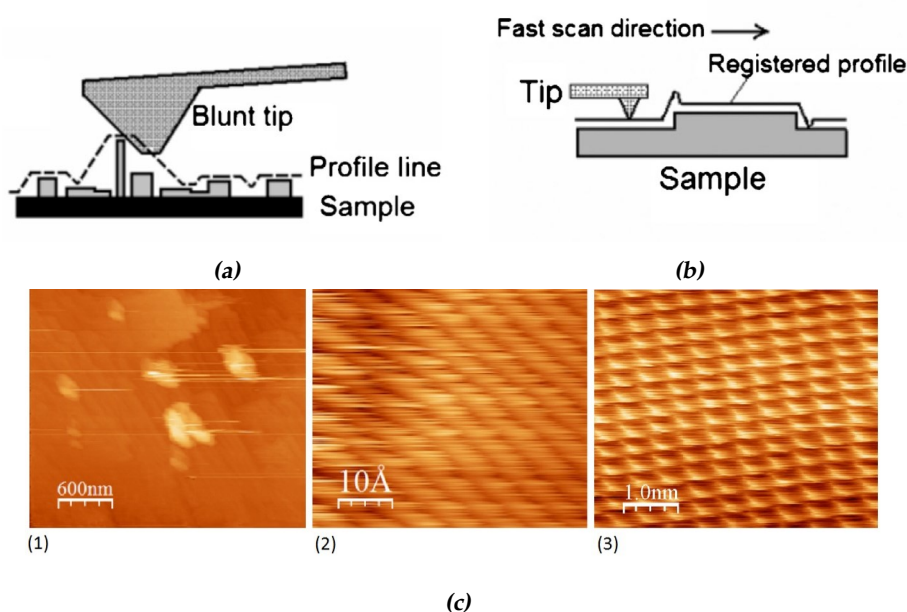 Blunt tip
Profile line
Sample
(a)
Fast scan direction
Registered profile
Tip
Sample
(b)
600nm
10Å
1.0nm
(1)
(2)
(3)
(c)